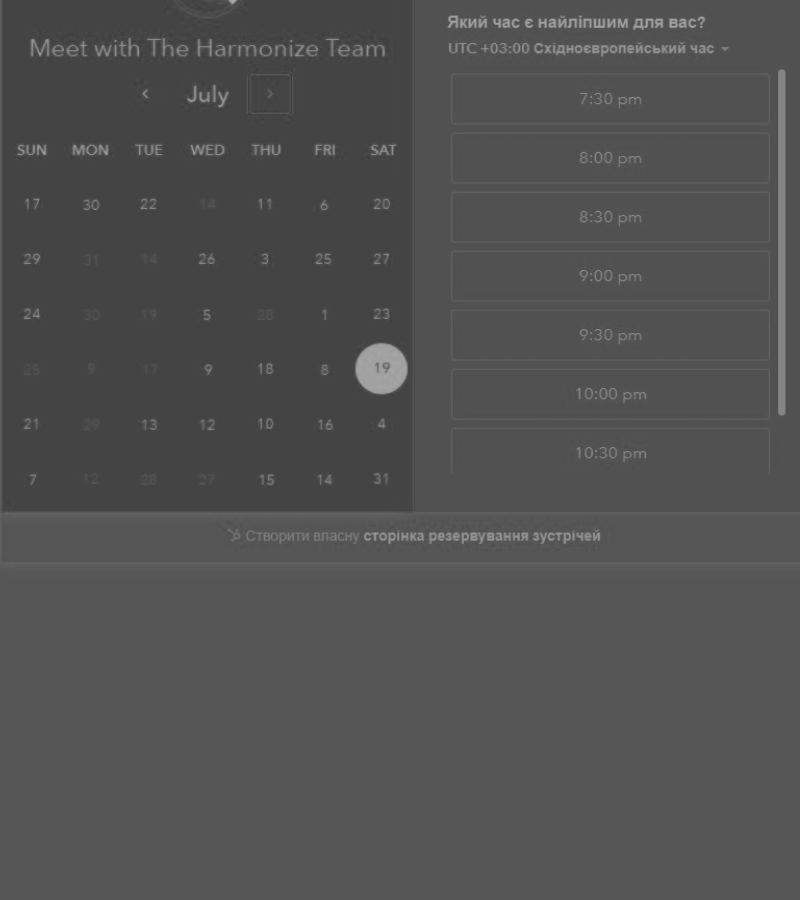 Meet with The Harmonize Team
July
SUN MON TUE WED THU FRI SAT
17 30 22 14 11 6 20
29 31 14 26 3 25 27
24 30 19 5 28 1 23
25 9 17 9 18 8 19
21 29 13 12 10 16 4
7 12 28 27 15 14 31
Який час є найліпшим для вас?
UTC +03:00 Східноєвропейський час
7:30 pm
8:00 pm
8:30 pm
9:00 pm
9:30 pm
10:00 pm
10:30 pm
Створити власну сторінка резервування зустрічей